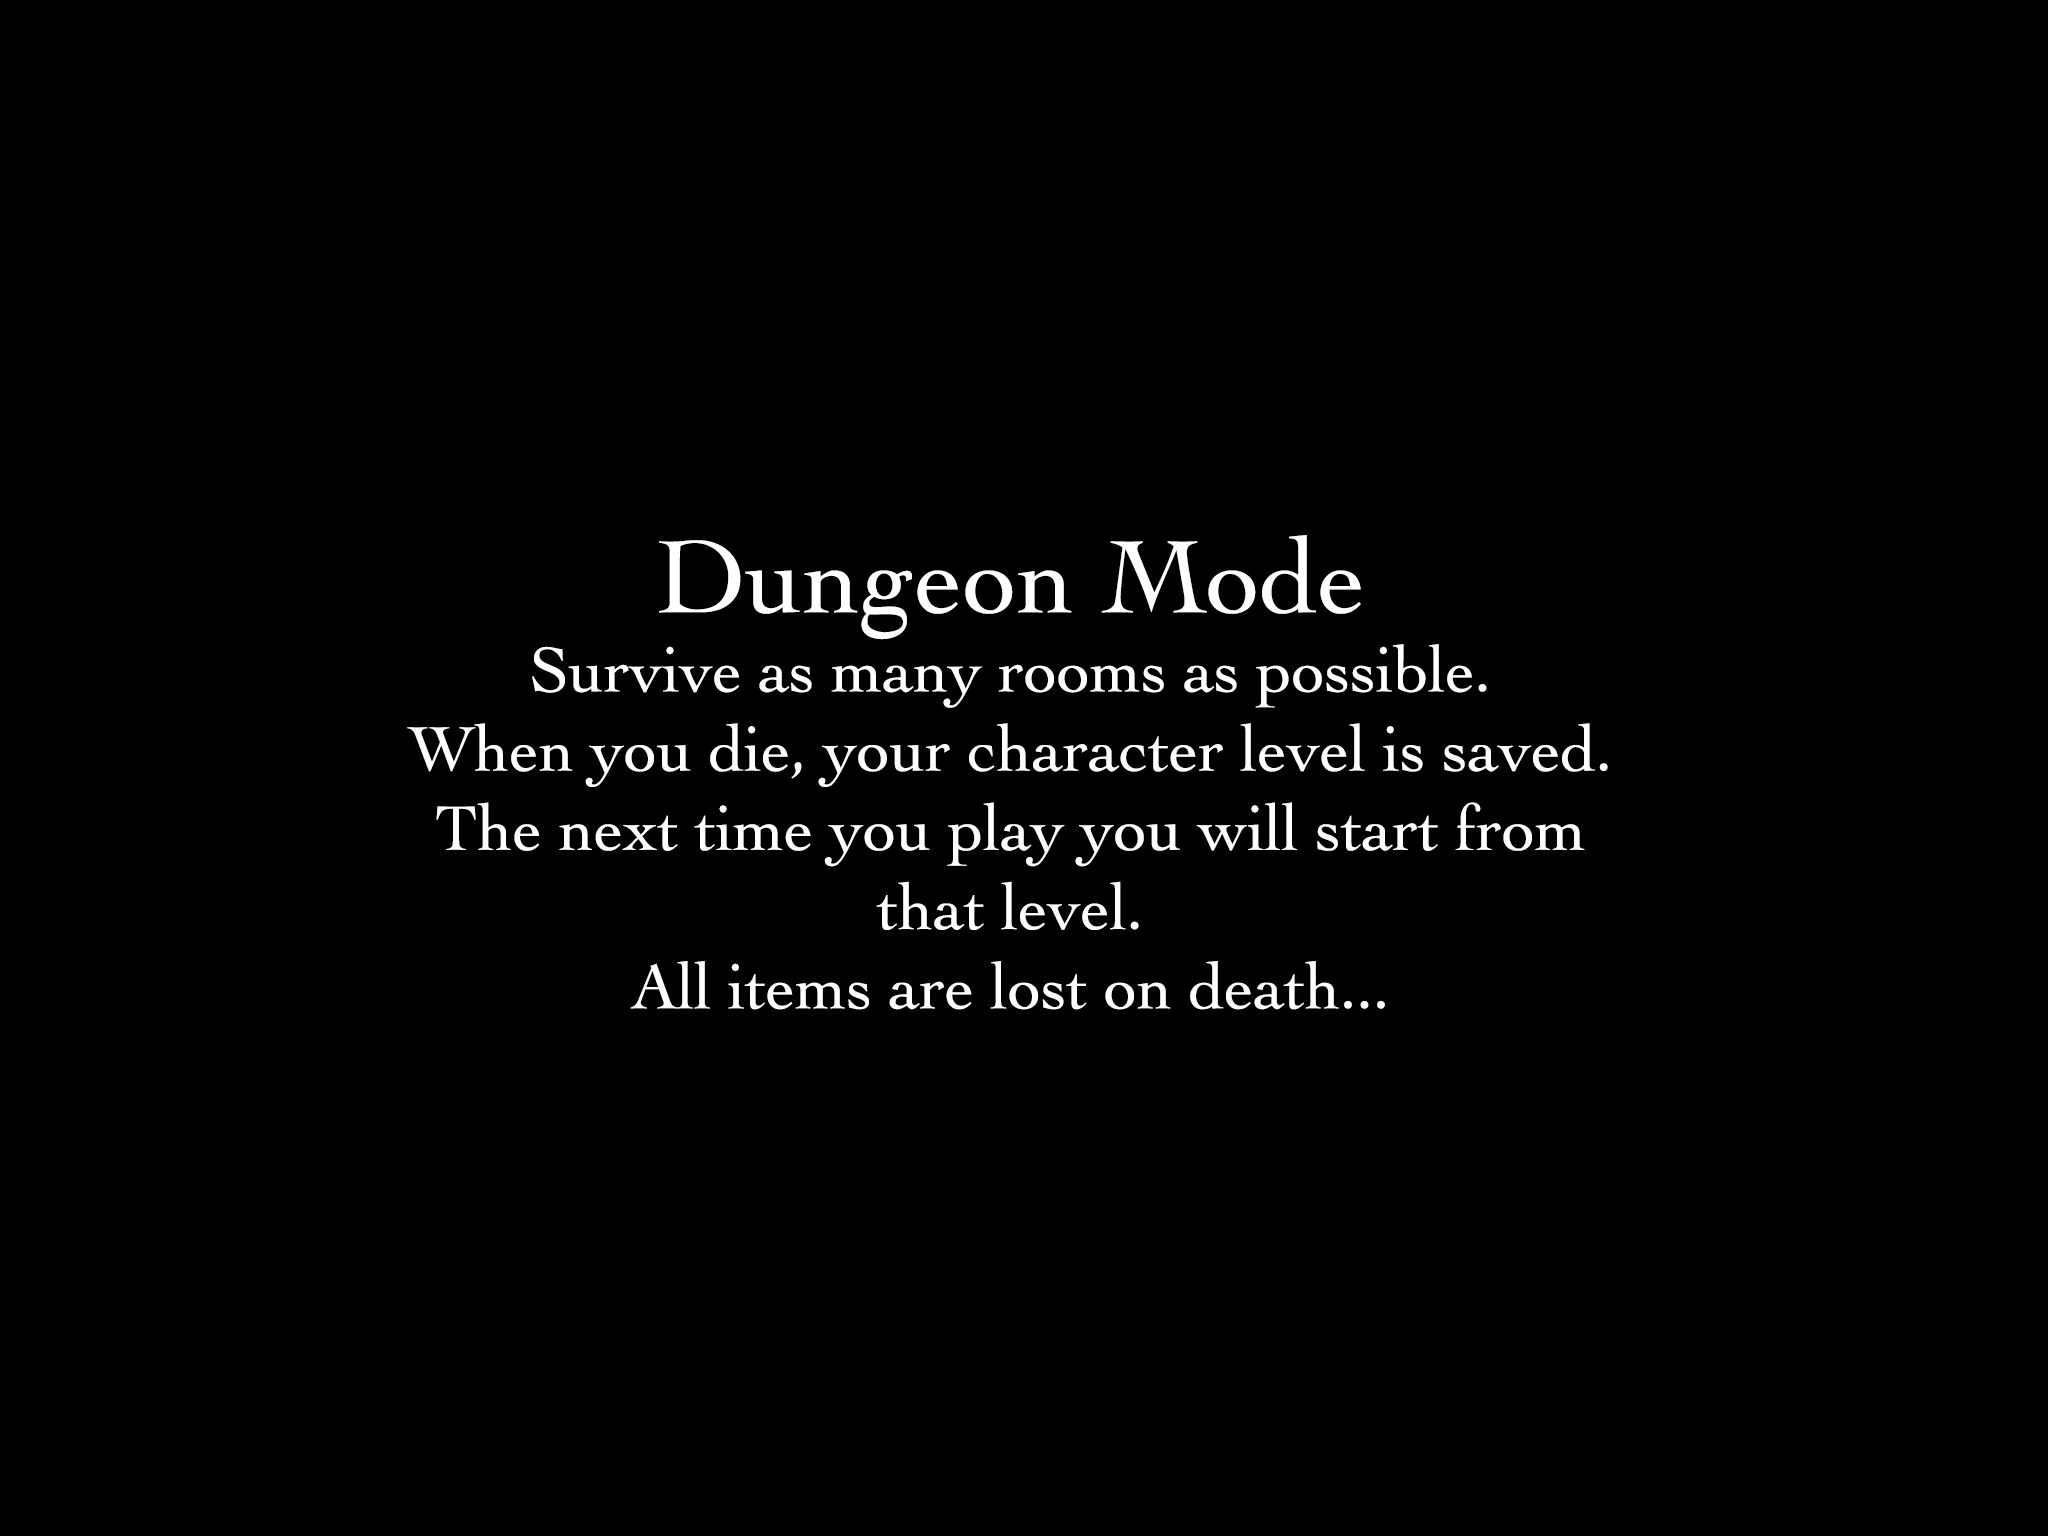 Dungeon Mode
Survive as many rooms as possible.
When you die, your character level is saved.
The next time you play you will start from
that level.
All items are lost on death...